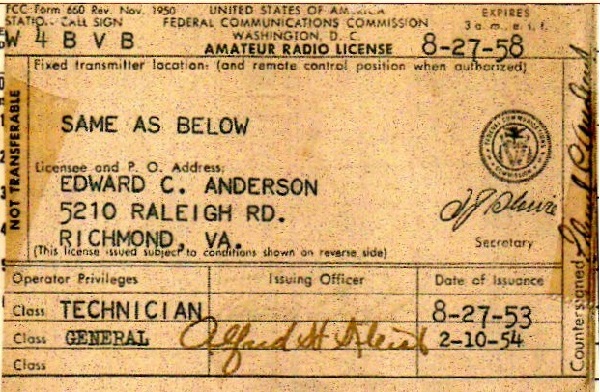 FCC Form 660 Rev. Nov. 1950 UNITED STATES OF AMERICA EXPIRES
STATION CALL SIGN FEDERAL COMMUNICATIONS COMMISSION 3 a.m. e.s.t.
W 4 B V B WASHINGTON, D. C.
AMATEUR RADIO LICENSE 8-27-58
Fixed transmitter location: (and remote control position when authorized)
NOT TRANSFERABLE
SAME AS BELOW
Licensee and P. O. Address:
EDWARD C. ANDERSON
5210 RALEIGH RD.
RICHMOND, VA.
Secretary
(This license issued subject to conditions shown on reverse side)
Countersigned
Operator Privileges Issuing Officer Date of Issuance
Class TECHNICIAN 8-27-53
Class GENERAL 2-10-54
Class